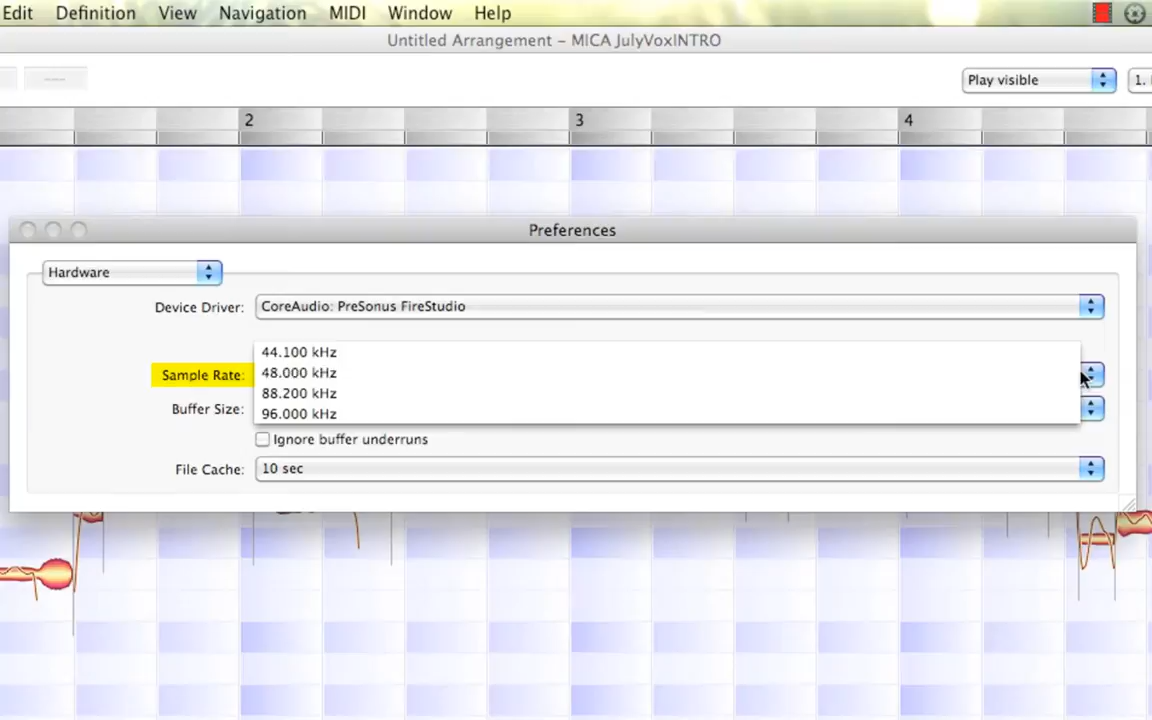 Edit Definition View Navigation MIDI Window Help
Untitled Arrangement – MICA JulyVoxINTRO
Play visible 1.
2 3 4
Preferences
Hardware
Device Driver: CoreAudio: PreSonus FireStudio
44.100 kHz
Sample Rate: 48.000 kHz
88.200 kHz
Buffer Size: 96.000 kHz
Ignore buffer underruns
File Cache: 10 sec